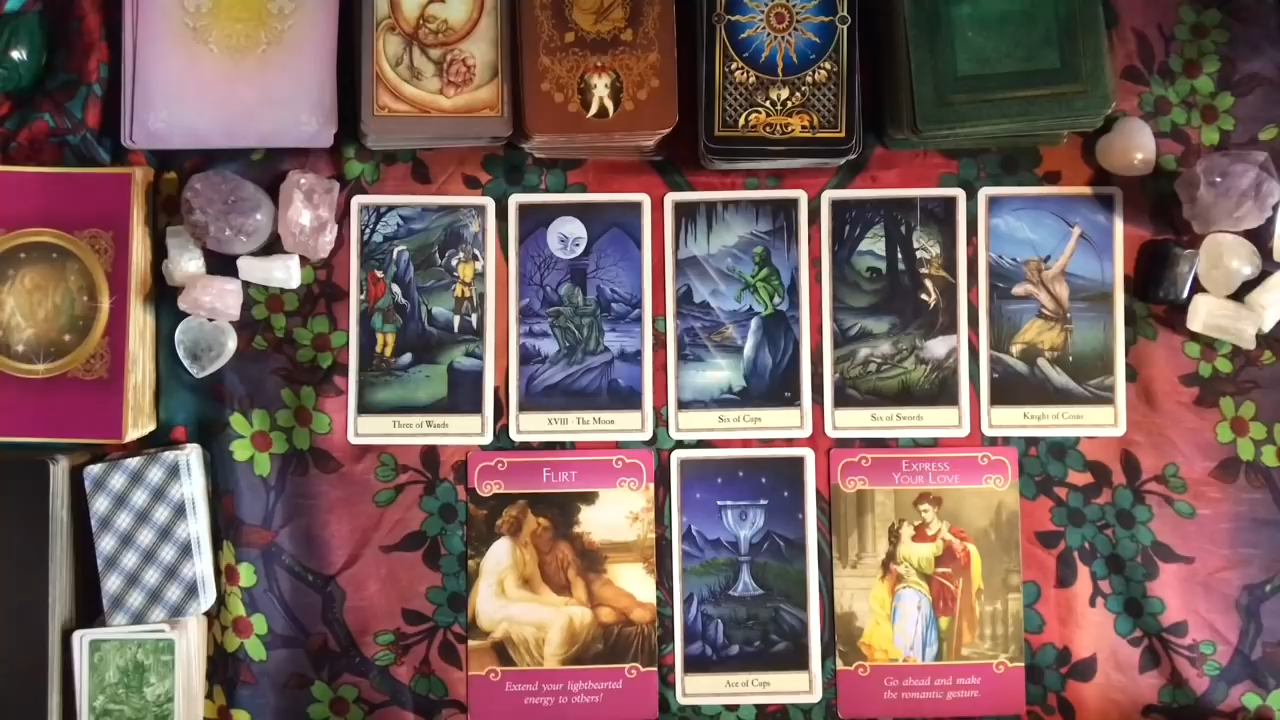 Three of Wands
XVIII · The Moon
Six of Cups
Six of Swords
Knight of Coins
FLIRT
Extend your lighthearted
energy to others!
Ace of Cups
EXPRESS
YOUR LOVE
Go ahead and make
the romantic gesture.